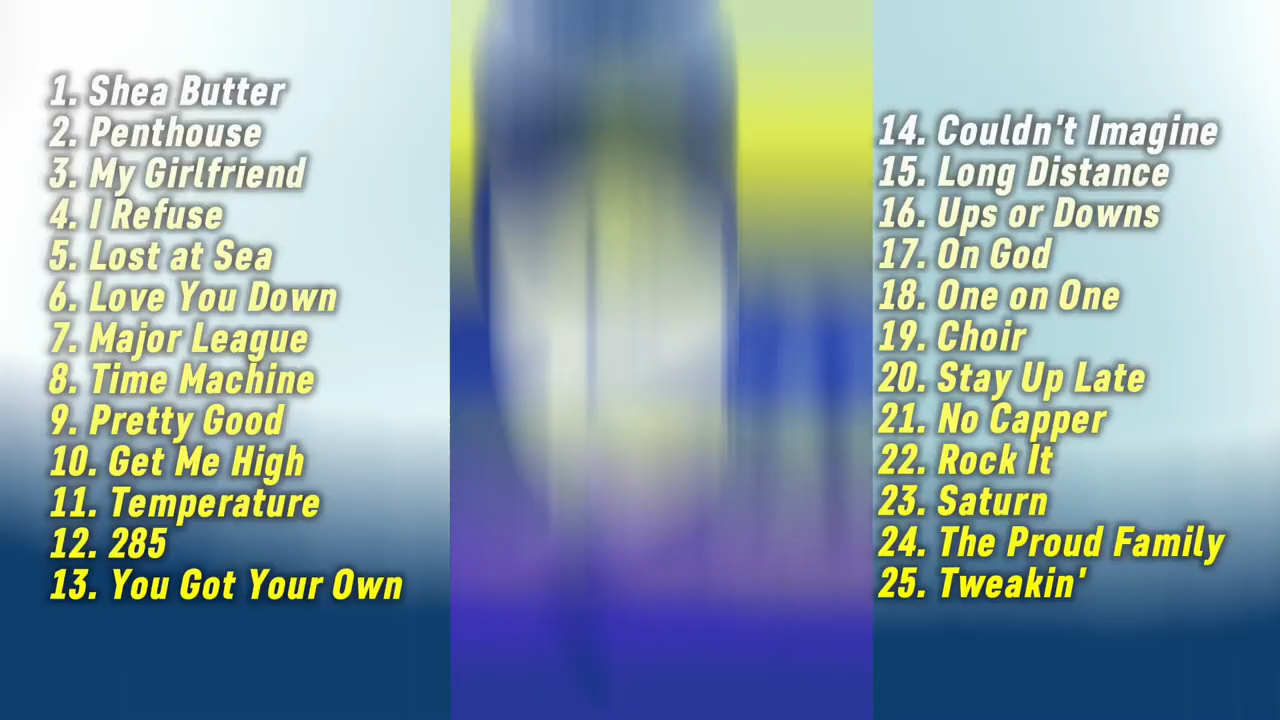 1. Shea Butter
2. Penthouse
3. My Girlfriend
4. I Refuse
5. Lost at Sea
6. Love You Down
7. Major League
8. Time Machine
9. Pretty Good
10. Get Me High
11. Temperature
12. 285
13. You Got Your Own
14. Couldn't Imagine
15. Long Distance
16. Ups or Downs
17. On God
18. One on One
19. Choir
20. Stay Up Late
21. No Capper
22. Rock It
23. Saturn
24. The Proud Family
25. Tweakin'